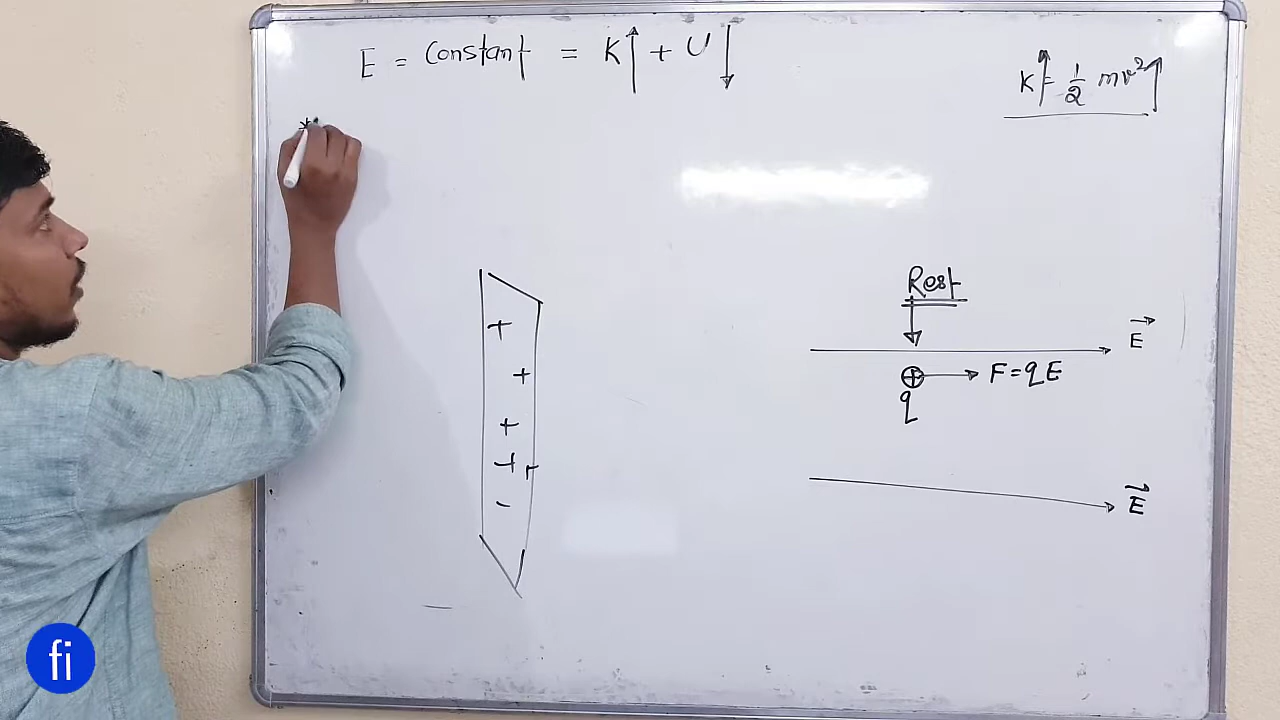 E = Constant = K↑ + U↓
K↑ = 1/2 mv²↑
*
Rest
E⃗
+
+
⊕ → F = qE
q
+
+
-
E⃗
fi